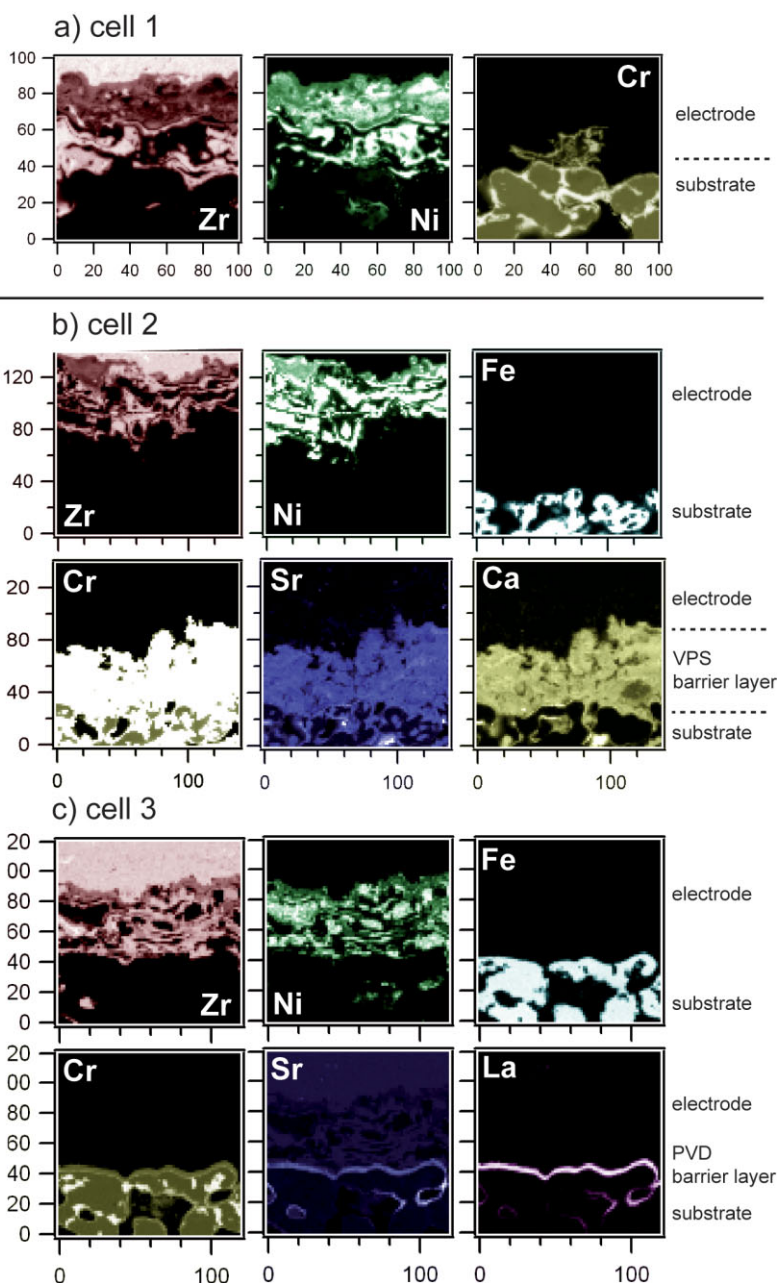 a) cell 1
100
80
60
40
20
0
Zr
Ni
Cr
electrode
substrate
0 20 40 60 80 100
0 20 40 60 80 100
0 20 40 60 80 100
b) cell 2
120
80
40
0
Zr
Ni
Fe
electrode
substrate
20
80
40
0
Cr
Sr
Ca
electrode
VPS
barrier layer
substrate
0 100
0 100
0 100
c) cell 3
20
00
80
60
40
20
0
Zr
Ni
Fe
electrode
substrate
20
00
80
60
40
20
0
Cr
Sr
La
electrode
PVD
barrier layer
substrate
0 100
0 100
0 100